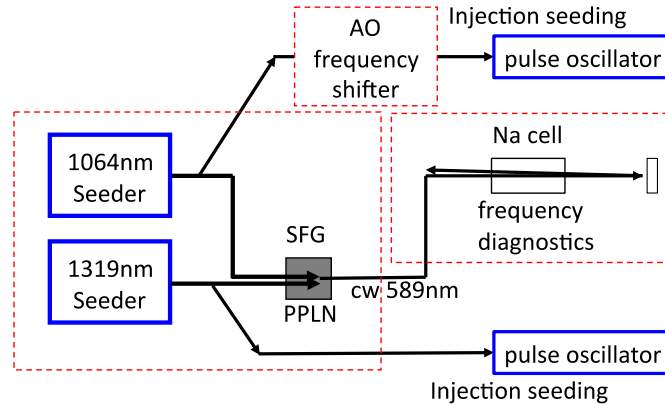 Injection seeding
AO
frequency
shifter
pulse oscillator
1064nm
Seeder
Na cell
frequency
diagnostics
1319nm
Seeder
SFG
PPLN
cw 589nm
pulse oscillator
Injection seeding